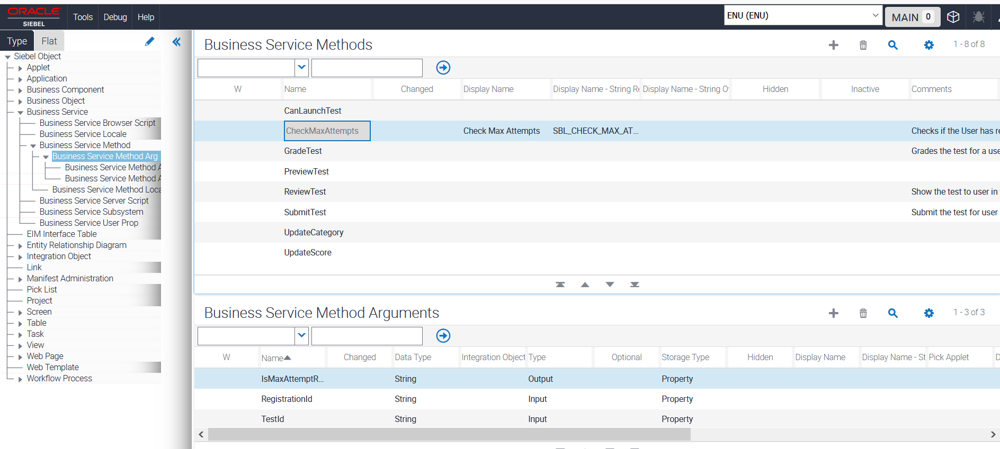 ORACLE
SIEBEL
Tools Debug Help
ENU (ENU)
MAIN 0
Type Flat
Siebel Object
Applet
Application
Business Component
Business Object
Business Service
Business Service Browser Script
Business Service Locale
Business Service Method
Business Service Method Arg
Business Service Method A
Business Service Method A
Business Service Method Loca
Business Service Server Script
Business Service Subsystem
Business Service User Prop
EIM Interface Table
Entity Relationship Diagram
Integration Object
Link
Manifest Administration
Pick List
Project
Screen
Table
Task
View
Web Page
Web Template
Workflow Process
Business Service Methods
1 - 8 of 8
W Name Changed Display Name Display Name - String Re Display Name - String O Hidden Inactive Comments
CanLaunchTest
CheckMaxAttempts Check Max Attempts SBL_CHECK_MAX_AT... Checks if the User has re
GradeTest Grades the test for a use
PreviewTest
ReviewTest Show the test to user in
SubmitTest Submit the test for user
UpdateCategory
UpdateScore
Business Service Method Arguments
1 - 3 of 3
W Name Changed Data Type Integration Object Type Optional Storage Type Hidden Display Name Display Name - St Pick Applet D
IsMaxAttemptR... String Output Property
RegistrationId String Input Property
TestId String Input Property